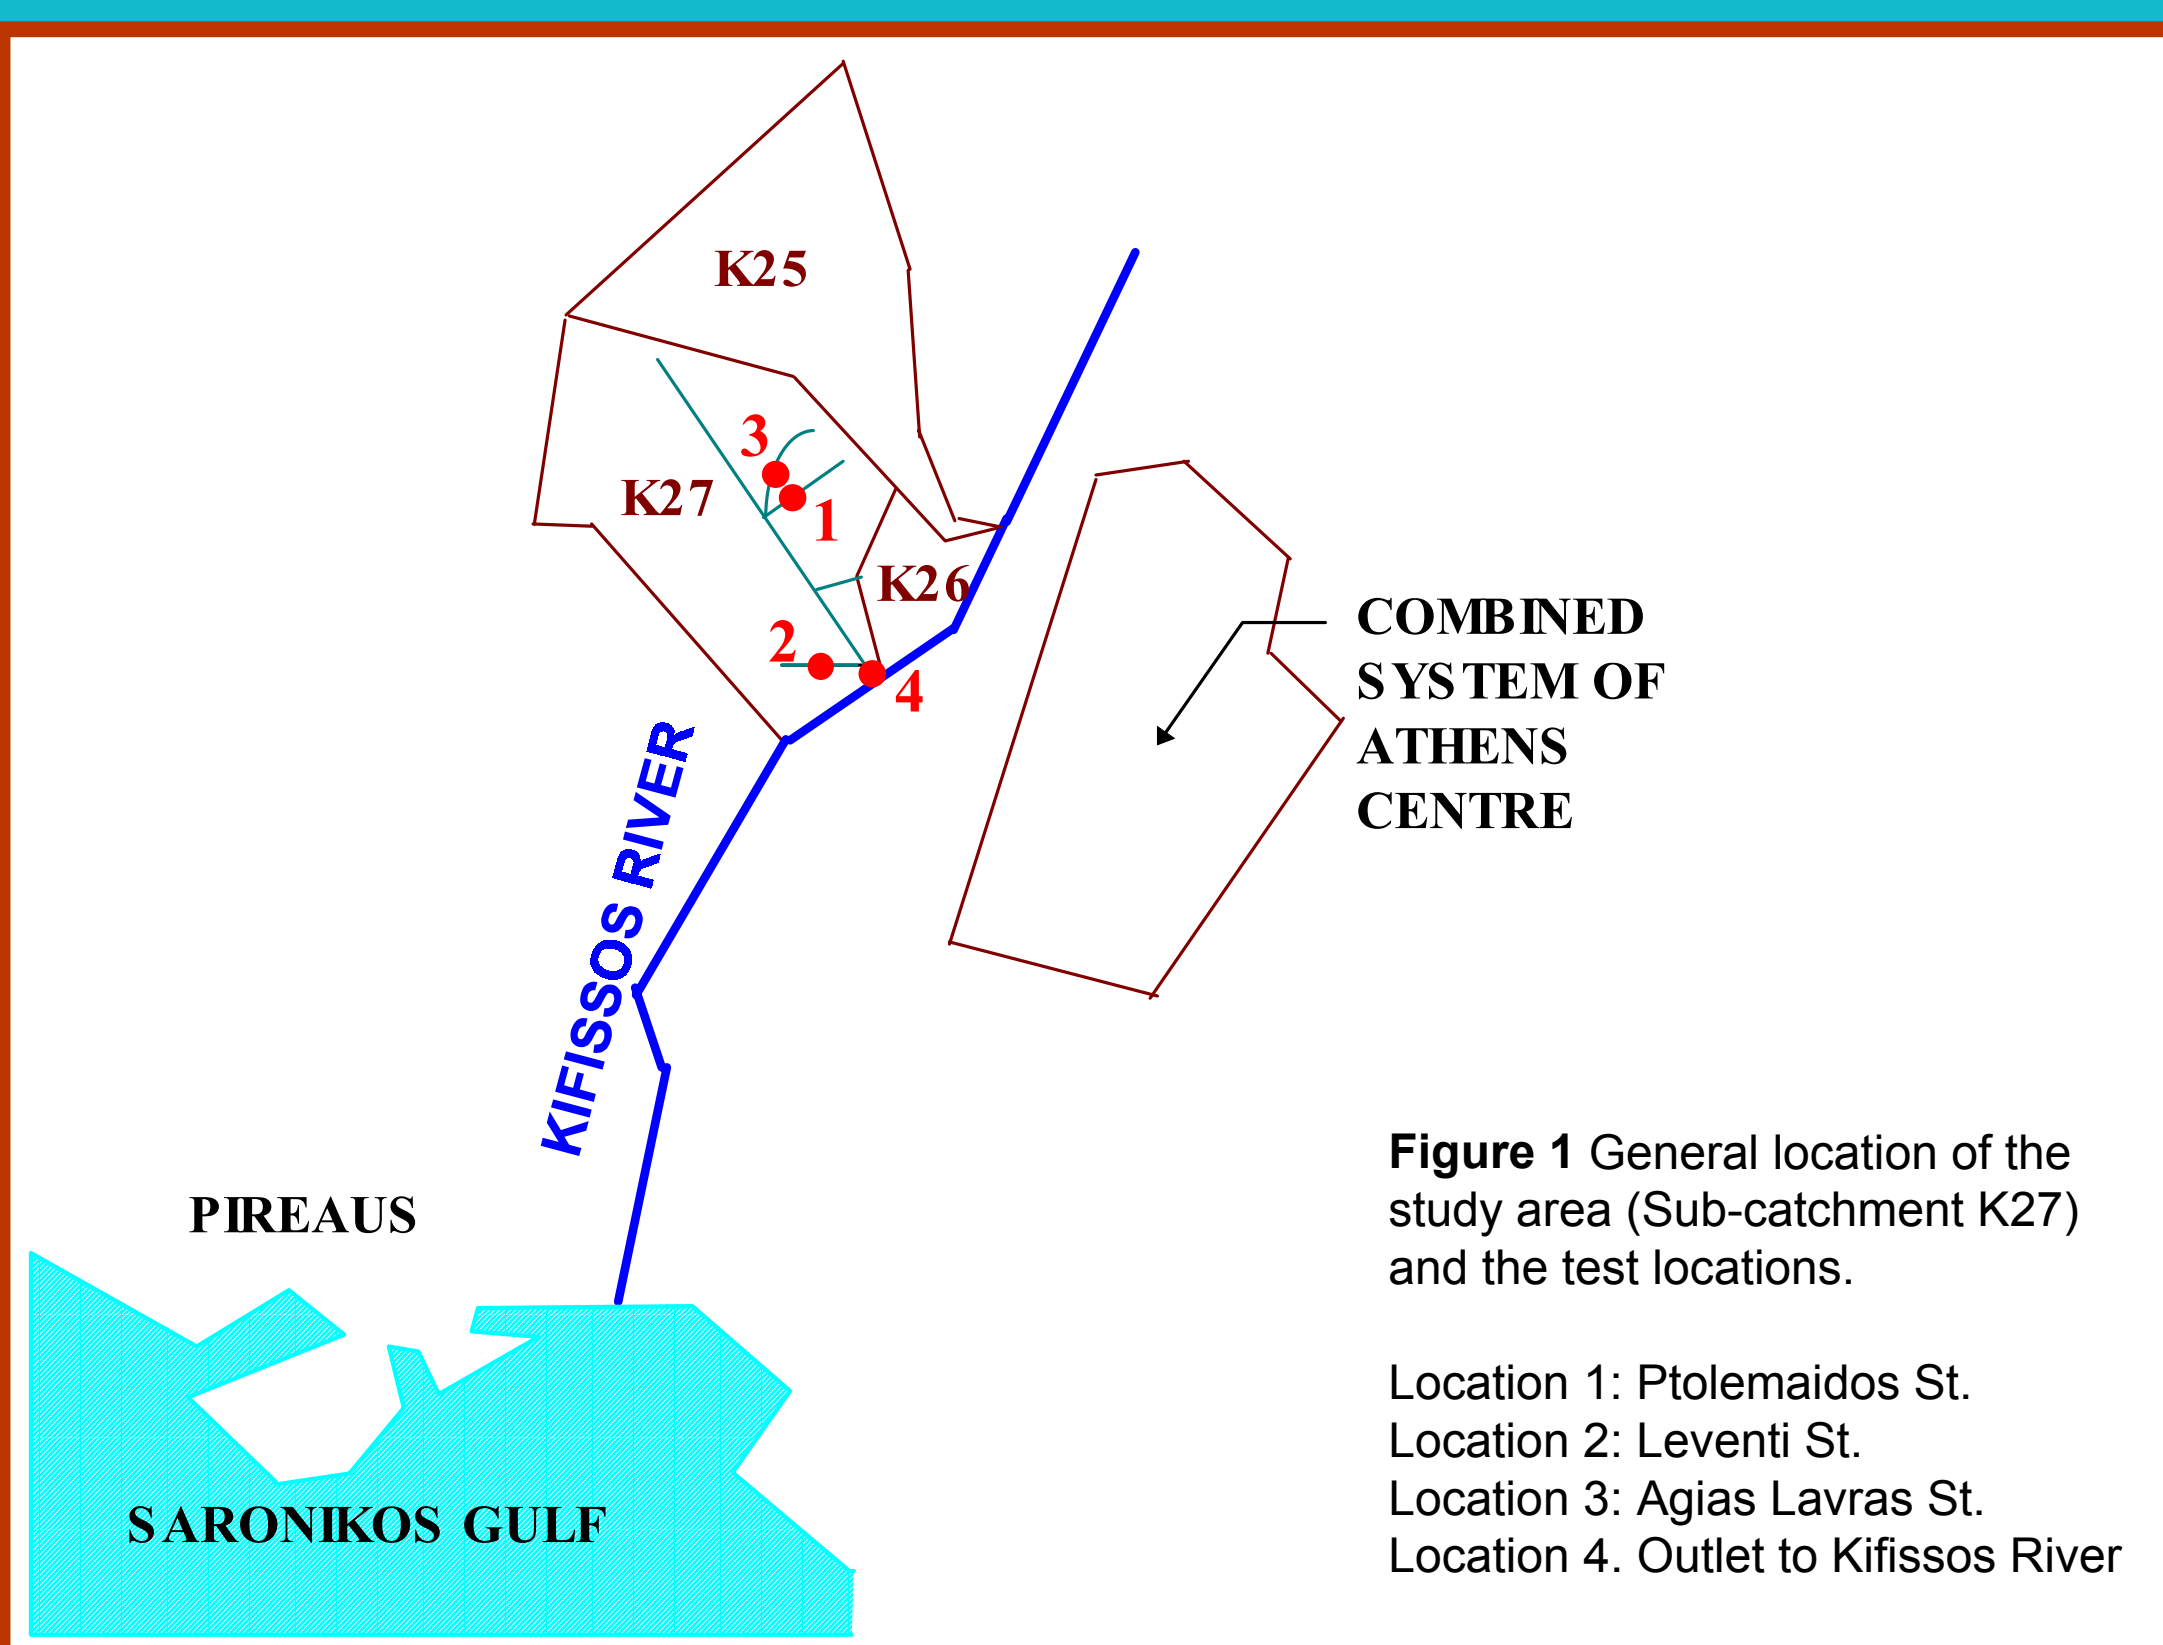 K25
3
K27
1
K26
2
4
COMBINED
SYSTEM OF
ATHENS
CENTRE
KIFISSOS RIVER
PIREAUS
SARONIKOS GULF
Figure 1 General location of the
study area (Sub-catchment K27)
and the test locations.
Location 1: Ptolemaidos St.
Location 2: Leventi St.
Location 3: Agias Lavras St.
Location 4. Outlet to Kifissos River